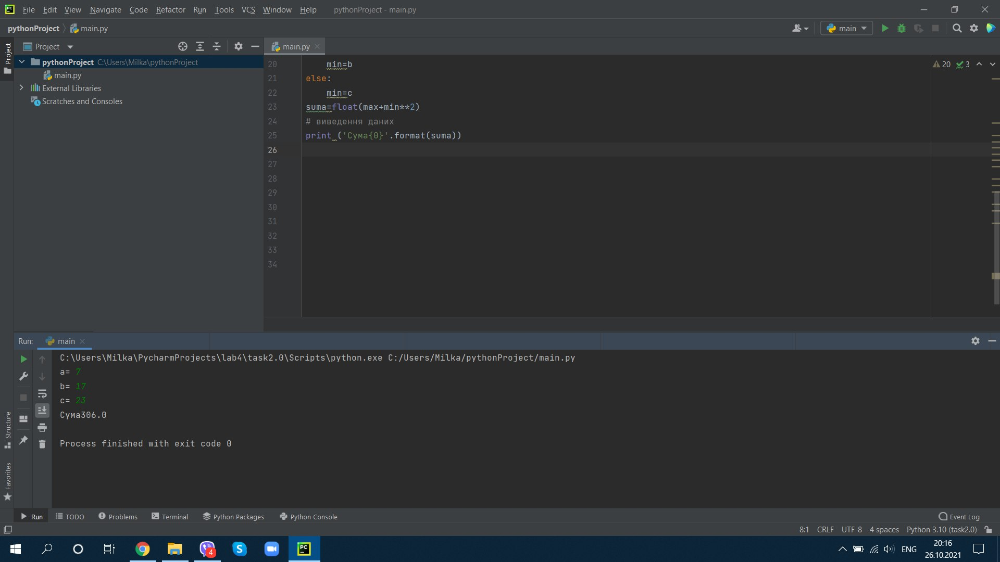 File Edit View Navigate Code Refactor Run Tools VCS Window Help pythonProject - main.py
pythonProject main.py
main
Project
Project
main.py
pythonProject C:\Users\Milka\pythonProject
main.py
External Libraries
Scratches and Consoles
20 min=b
21 else:
22 min=c
23 suma=float(max+min**2)
24 # виведення даних
25 print ('Сума{0}'.format(suma))
26
27
28
29
30
31
32
33
34
20 3
Run: main
C:\Users\Milka\PycharmProjects\lab4\task2.0\Scripts\python.exe C:/Users/Milka/pythonProject/main.py
a= 7
b= 17
c= 23
Сума306.0
Process finished with exit code 0
Structure
Favorites
Run TODO Problems Terminal Python Packages Python Console Event Log
8:1 CRLF UTF-8 4 spaces Python 3.10 (task2.0)
4
ENG
20:16
26.10.2021